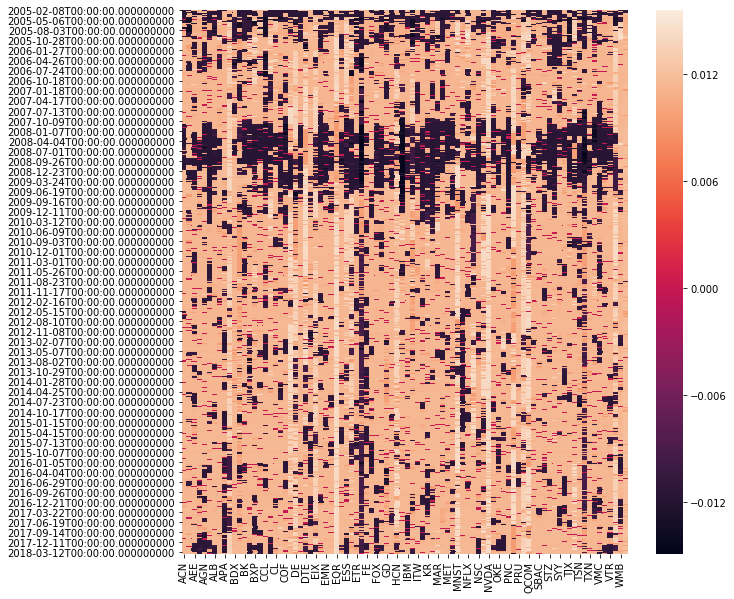 2005-02-08T00:00:00.000000000
2005-05-06T00:00:00.000000000
2005-08-03T00:00:00.000000000
2005-10-28T00:00:00.000000000
2006-01-27T00:00:00.000000000
2006-04-26T00:00:00.000000000
2006-07-24T00:00:00.000000000
2006-10-18T00:00:00.000000000
2007-01-18T00:00:00.000000000
2007-04-17T00:00:00.000000000
2007-07-13T00:00:00.000000000
2007-10-09T00:00:00.000000000
2008-01-07T00:00:00.000000000
2008-04-04T00:00:00.000000000
2008-07-01T00:00:00.000000000
2008-09-26T00:00:00.000000000
2008-12-23T00:00:00.000000000
2009-03-24T00:00:00.000000000
2009-06-19T00:00:00.000000000
2009-09-16T00:00:00.000000000
2009-12-11T00:00:00.000000000
2010-03-12T00:00:00.000000000
2010-06-09T00:00:00.000000000
2010-09-03T00:00:00.000000000
2010-12-01T00:00:00.000000000
2011-03-01T00:00:00.000000000
2011-05-26T00:00:00.000000000
2011-08-23T00:00:00.000000000
2011-11-17T00:00:00.000000000
2012-02-16T00:00:00.000000000
2012-05-15T00:00:00.000000000
2012-08-10T00:00:00.000000000
2012-11-08T00:00:00.000000000
2013-02-07T00:00:00.000000000
2013-05-07T00:00:00.000000000
2013-08-02T00:00:00.000000000
2013-10-29T00:00:00.000000000
2014-01-28T00:00:00.000000000
2014-04-25T00:00:00.000000000
2014-07-23T00:00:00.000000000
2014-10-17T00:00:00.000000000
2015-01-15T00:00:00.000000000
2015-04-15T00:00:00.000000000
2015-07-13T00:00:00.000000000
2015-10-07T00:00:00.000000000
2016-01-05T00:00:00.000000000
2016-04-04T00:00:00.000000000
2016-06-29T00:00:00.000000000
2016-09-26T00:00:00.000000000
2016-12-21T00:00:00.000000000
2017-03-22T00:00:00.000000000
2017-06-19T00:00:00.000000000
2017-09-14T00:00:00.000000000
2017-12-11T00:00:00.000000000
2018-03-12T00:00:00.000000000
ACN AEE AGN ALB APA BDX BK BXP CCL CL COF DE DTE EIX EMN EQR ESS ETR FE FOX GD HCN IBM ITW KR MAR MET MNST NFLX NSC NVDA OKE PNC PRU QCOM SBAC STZ SYY TJX TSN TXN VMC VTR WMB
0.012
0.006
0.000
−0.006
−0.012